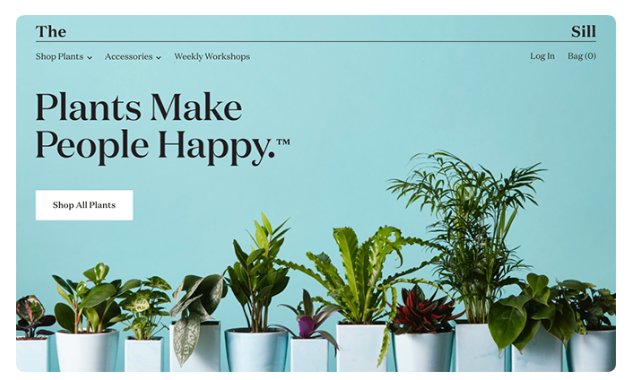 The Sill
Shop Plants Accessories Weekly Workshops Log In Bag (0)
Plants Make
People Happy.™
Shop All Plants